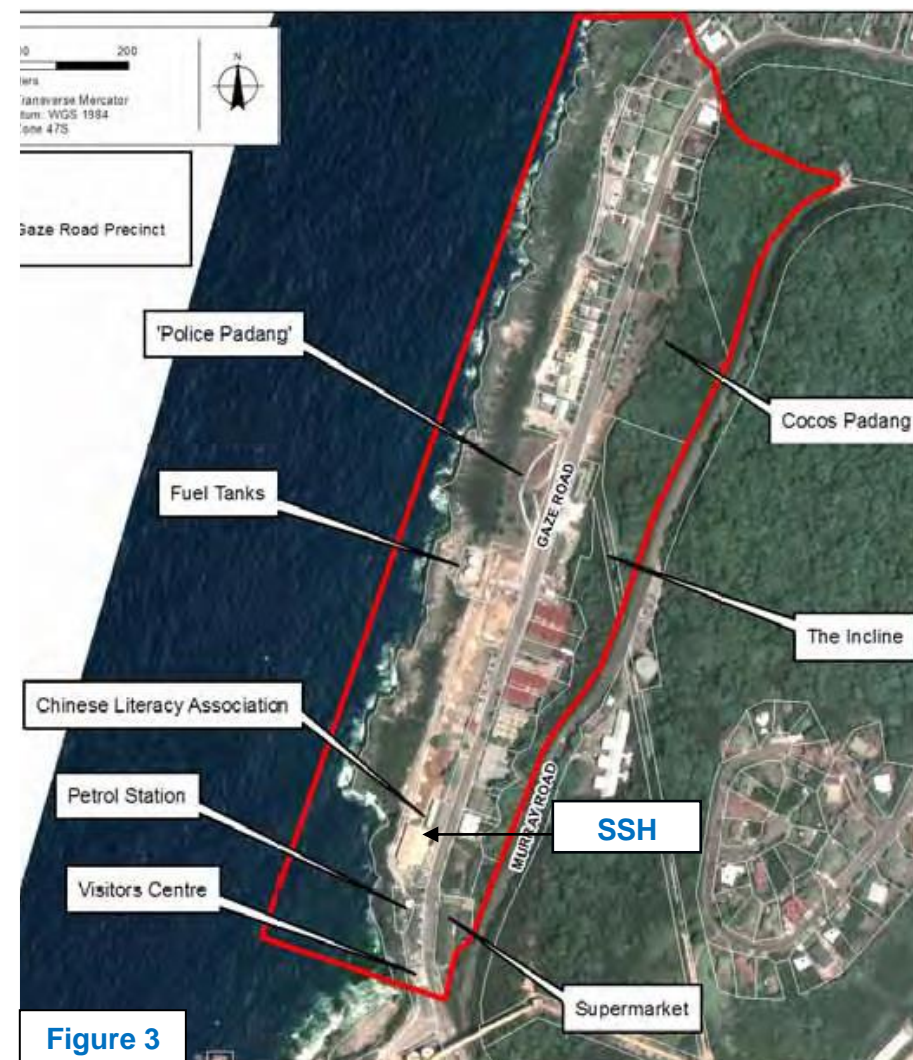 200
Transverse Mercator
WGS 1984
47S
N
Gaze Road Precinct
'Police Padang'
Cocos Padang
GAZE ROAD
Fuel Tanks
The Incline
Chinese Literacy Association
Petrol Station
MURRAY ROAD
SSH
Visitors Centre
Supermarket
Figure 3